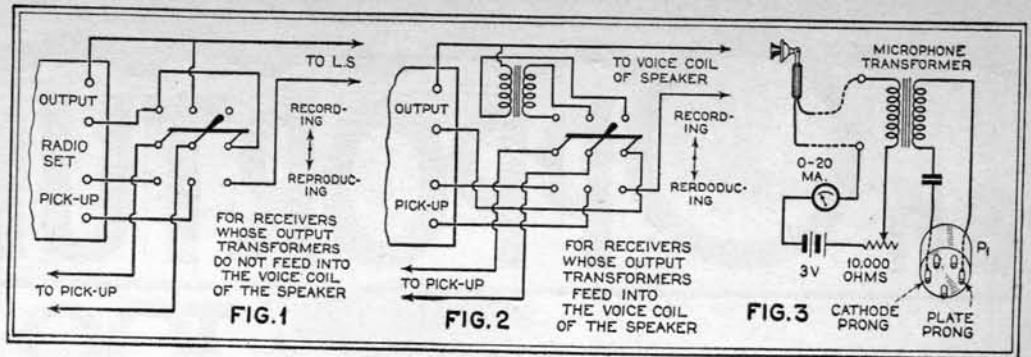 OUTPUT
RADIO
SET
PICK-UP
TO PICK-UP
TO L.S
RECORD-
ING
REPRODUC-
ING
FOR RECEIVERS
WHOSE OUTPUT
TRANSFORMERS
DO NOT FEED INTO
THE VOICE COIL
OF THE SPEAKER
FIG.1
OUTPUT
PICK-UP
TO PICK-UP
TO VOICE COIL
OF SPEAKER
RECORD-
ING
RERDODUC-
ING
FOR RECEIVERS
WHOSE OUTPUT
TRANSFORMERS
FEED INTO
THE VOICE COIL
OF THE SPEAKER
FIG.2
MICROPHONE
TRANSFORMER
0-20
MA.
3V
10,000
OHMS
P1
FIG.3
CATHODE
PRONG
PLATE
PRONG